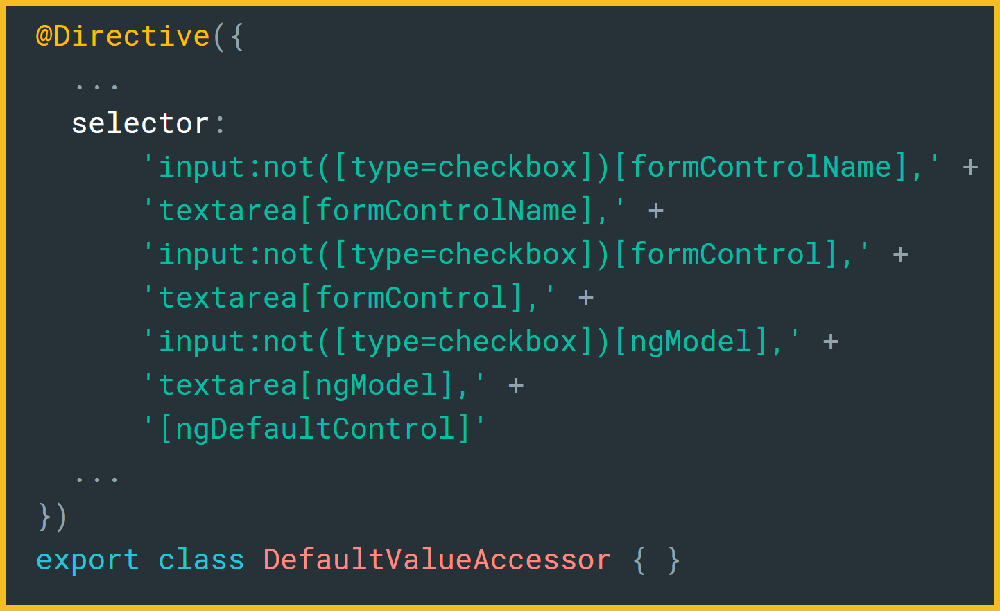 @Directive({
...
selector:
'input:not([type=checkbox])[formControlName],' +
'textarea[formControlName],' +
'input:not([type=checkbox])[formControl],' +
'textarea[formControl],' +
'input:not([type=checkbox])[ngModel],' +
'textarea[ngModel],' +
'[ngDefaultControl]'
...
})
export class DefaultValueAccessor { }